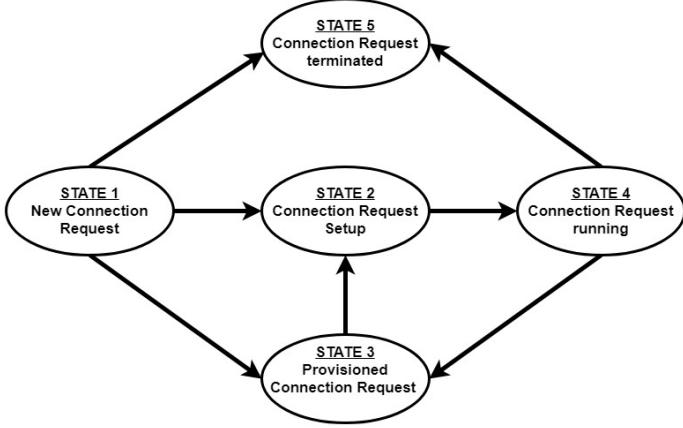 STATE 5
Connection Request
terminated
STATE 1
New Connection
Request
STATE 2
Connection Request
Setup
STATE 4
Connection Request
running
STATE 3
Provisioned
Connection Request